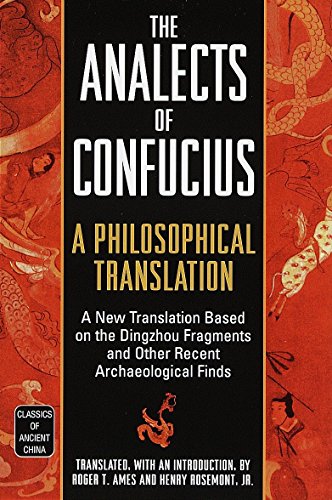 THE
ANALECTS
OF
CONFUCIUS
A PHILOSOPHICAL
TRANSLATION
A New Translation Based
on the Dingzhou Fragments
and Other Recent
Archaeological Finds
CLASSICS
OF
ANCIENT
CHINA
TRANSLATED, WITH AN INTRODUCTION, BY
ROGER T. AMES AND HENRY ROSEMONT, JR.